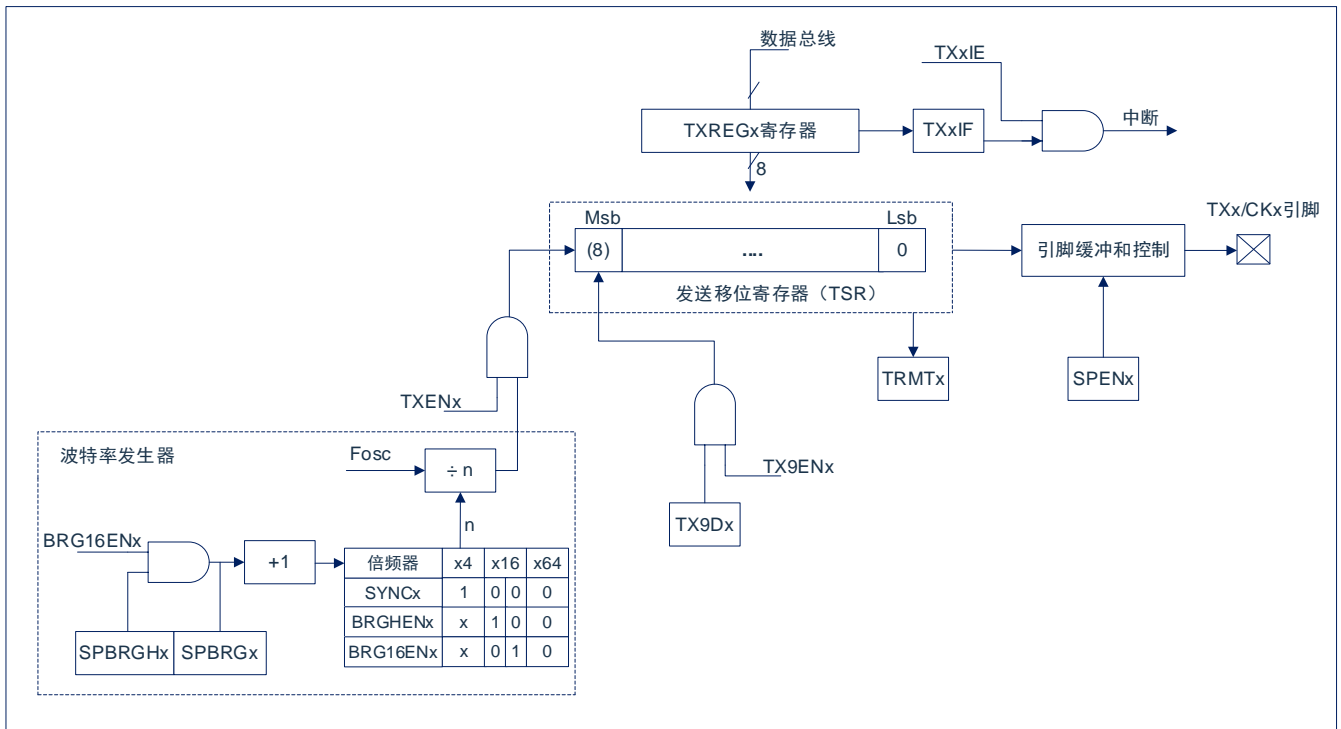 数据总线
TXxIE
TXREGx寄存器
TXxIF
中断
8
Msb
Lsb
TXx/CKx引脚
(8)
....
0
引脚缓冲和控制
发送移位寄存器（TSR）
TRMTx
SPENx
TXENx
波特率发生器
Fosc
÷ n
TX9ENx
n
TX9Dx
BRG16ENx
+1
倍频器 x4 x16 x64
SYNCx 1 0 0 0
BRGHENx x 1 0 0
BRG16ENx x 0 1 0
SPBRGHx SPBRGx